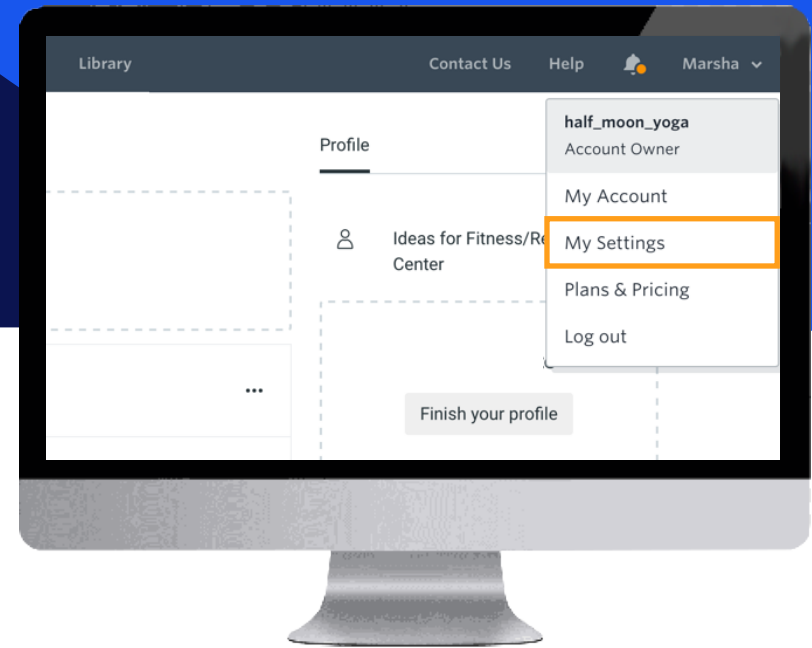 Library
Contact Us
Help
Marsha
half_moon_yoga
Account Owner
Profile
My Account
Ideas for Fitness/Re
Center
My Settings
Plans & Pricing
Log out
Finish your profile